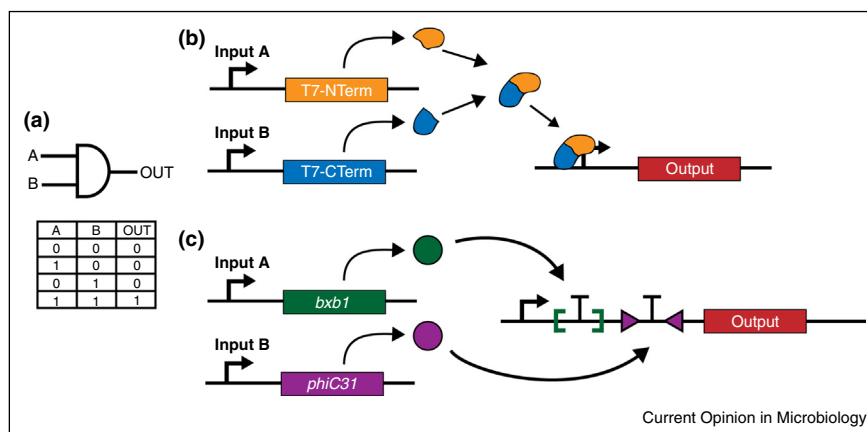 (a)
A
B
OUT
A B OUT
0 0 0
1 0 0
0 1 0
1 1 1
(b)
Input A
T7-NTerm
Input B
T7-CTerm
Output
(c)
Input A
bxb1
Input B
phiC31
Output
Current Opinion in Microbiology